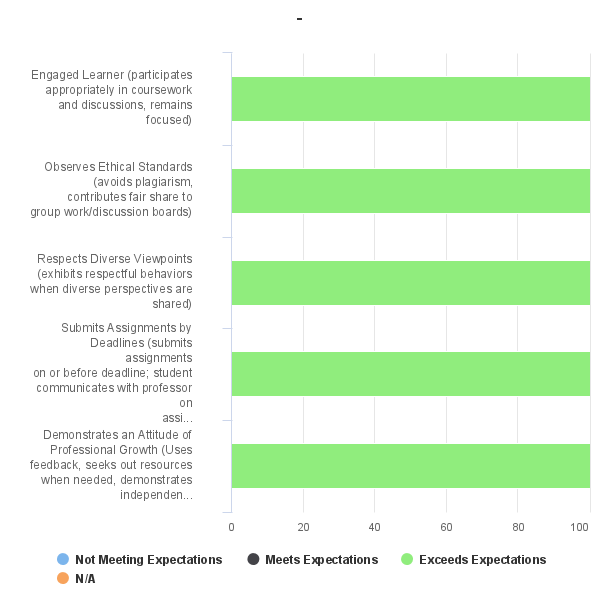 -
Engaged Learner (participates
appropriately in coursework
and discussions, remains
focused)
Observes Ethical Standards
(avoids plagiarism,
contributes fair share to
group work/discussion boards)
Respects Diverse Viewpoints
(exhibits respectful behaviors
when diverse perspectives are
shared)
Submits Assignments by
Deadlines (submits
assignments
on or before deadline; student
communicates with professor
on
assi...
Demonstrates an Attitude of
Professional Growth (Uses
feedback, seeks out resources
when needed, demonstrates
independen...
0 20 40 60 80 100
Not Meeting Expectations Meets Expectations Exceeds Expectations
N/A